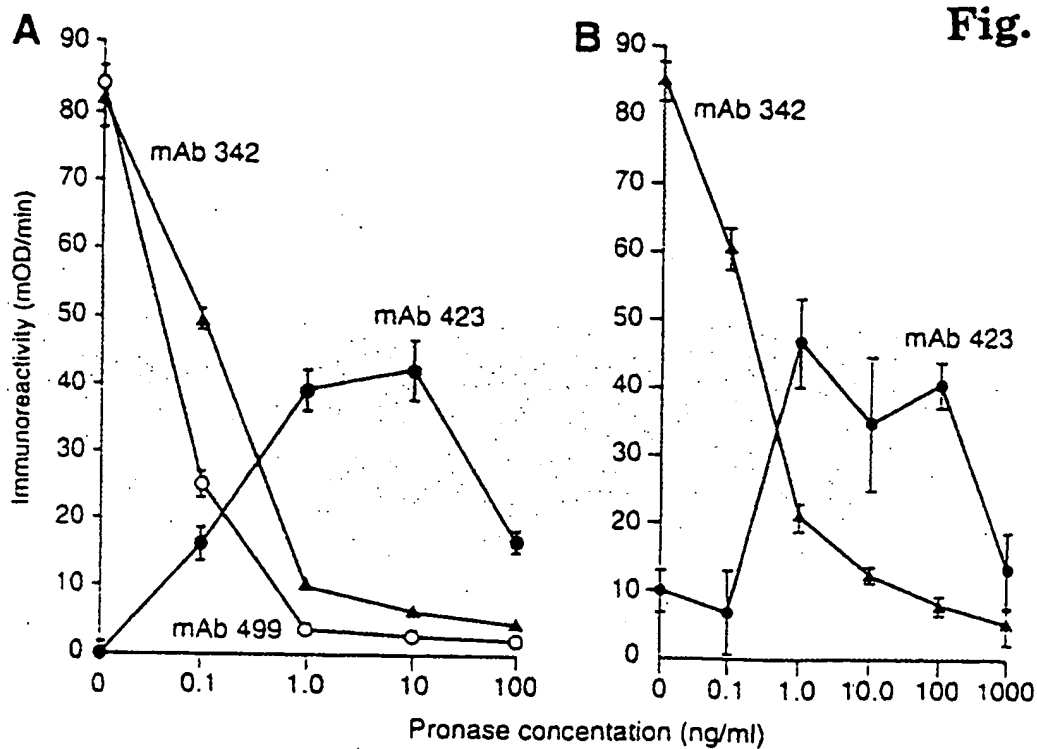 A
B
Fig.
90
80
70
60
50
40
30
20
10
0
Immunoreactivity (mOD/min)
mAb 342
mAb 423
mAb 499
0 0.1 1.0 10 100
90
80
70
60
50
40
30
20
10
0
mAb 342
mAb 423
0 0.1 1.0 10.0 100 1000
Pronase concentration (ng/ml)